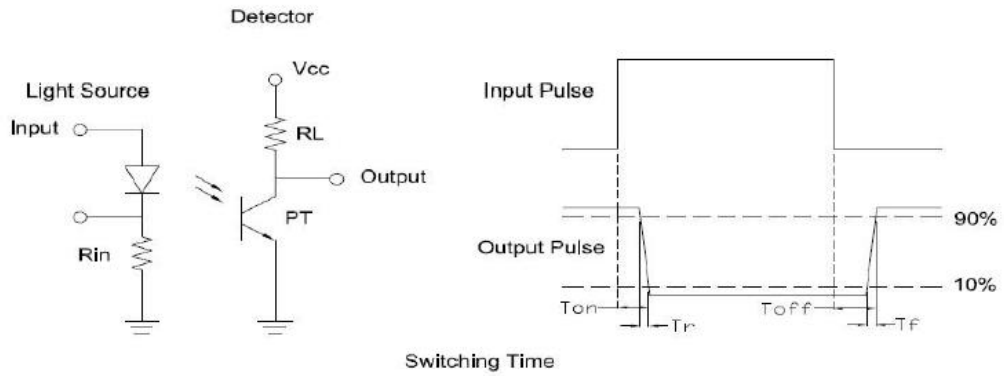 Detector
Light Source
Input
Vcc
RL
Output
PT
Rin
Input Pulse
Output Pulse
90%
10%
Ton
Tr
Toff
Tf
Switching Time